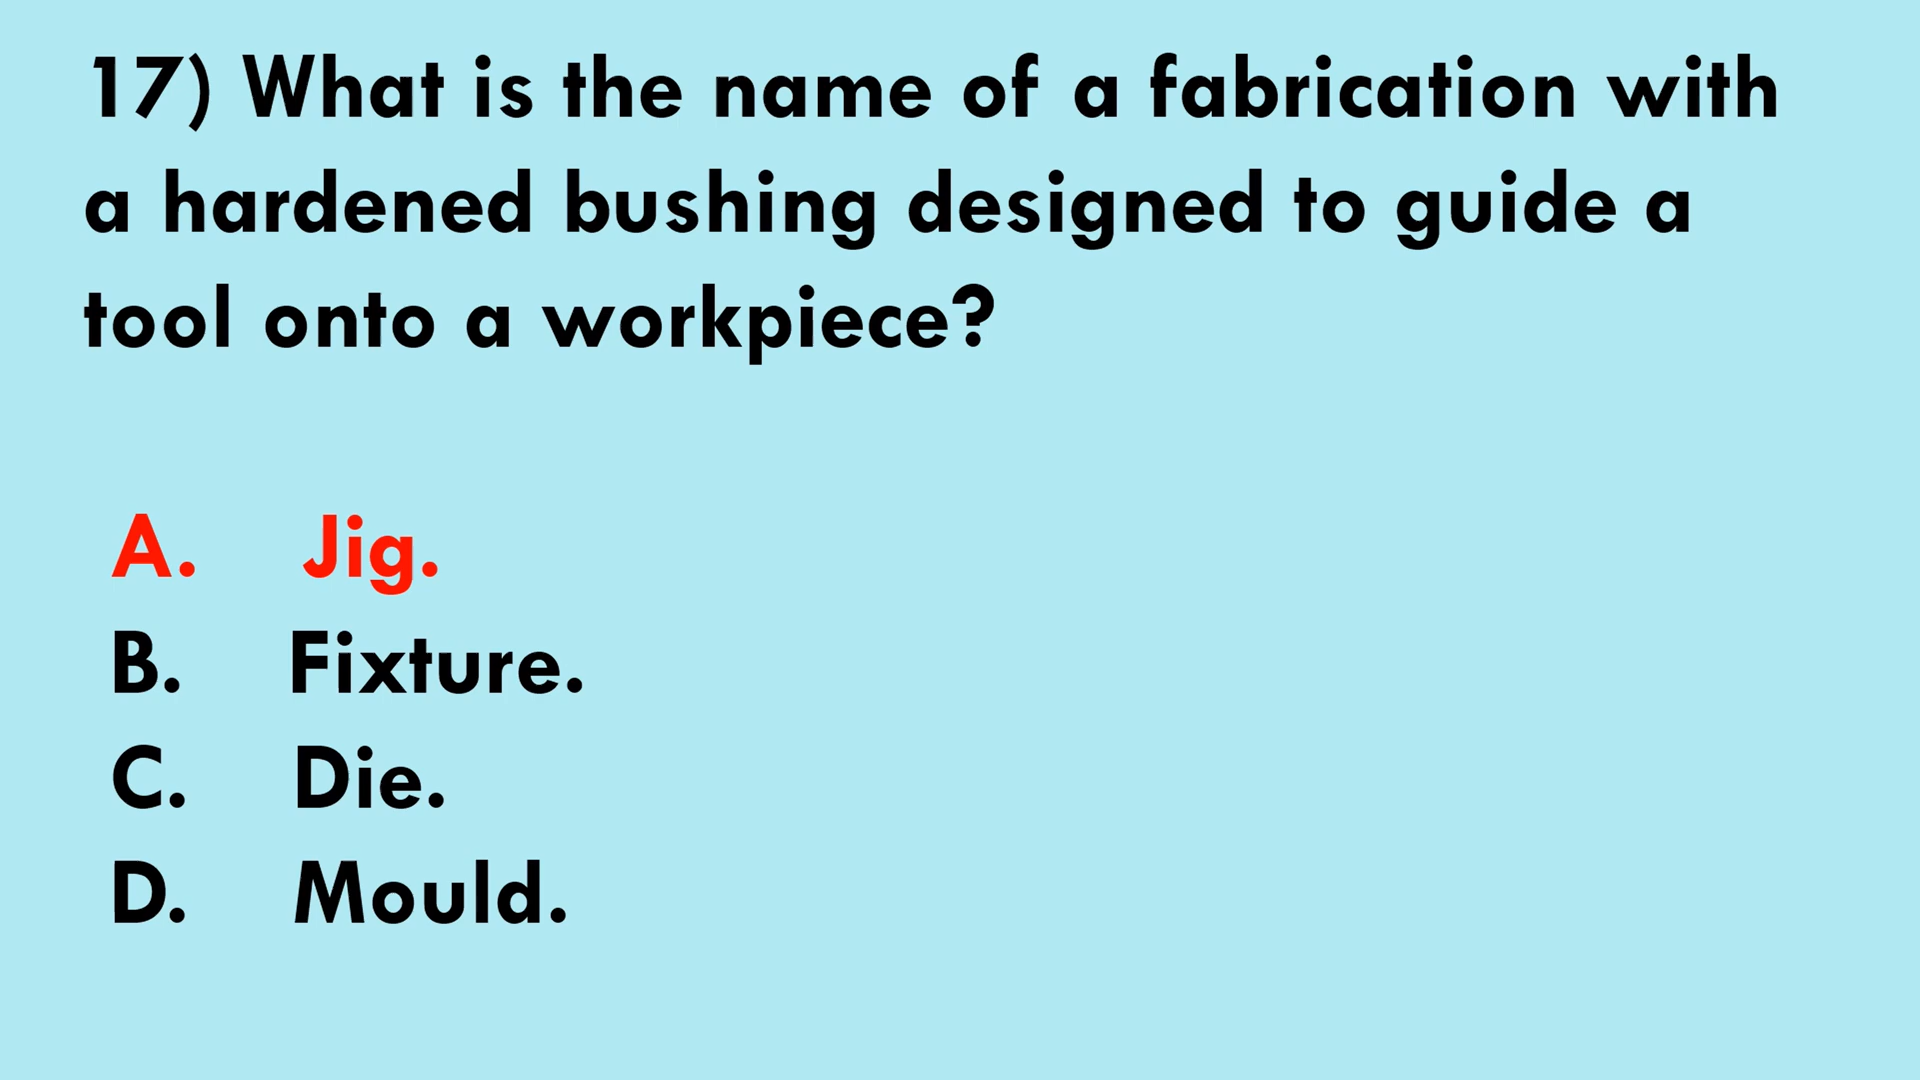 17) What is the name of a fabrication with
a hardened bushing designed to guide a
tool onto a workpiece?
A. Jig.
B. Fixture.
C. Die.
D. Mould.